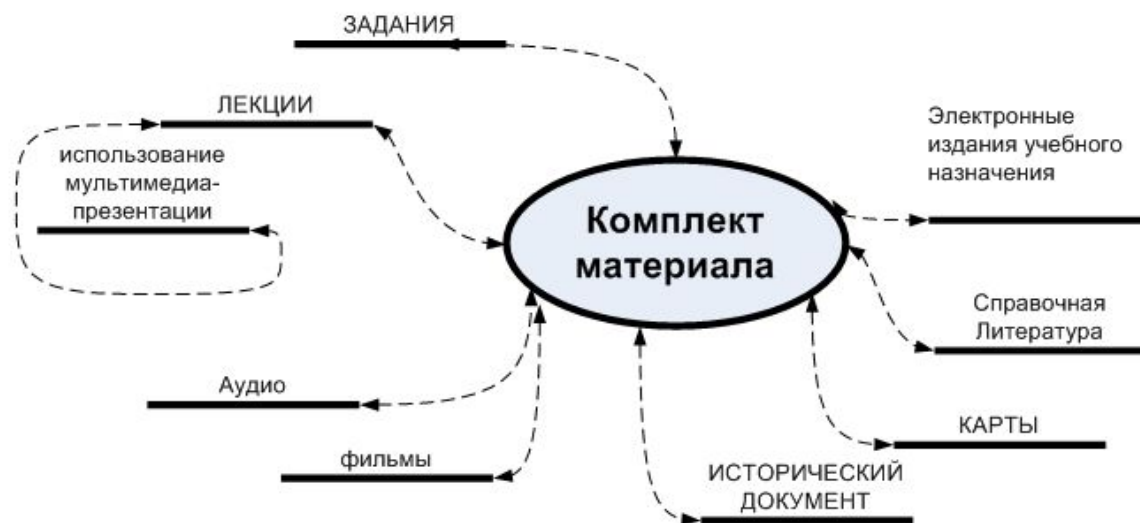 ЗАДАНИЯ
ЛЕКЦИИ
использование
мультимедиа-
презентации
Электронные
издания учебного
назначения
Комплект
материала
Справочная
Литература
Аудио
фильмы
КАРТЫ
ИСТОРИЧЕСКИЙ
ДОКУМЕНТ